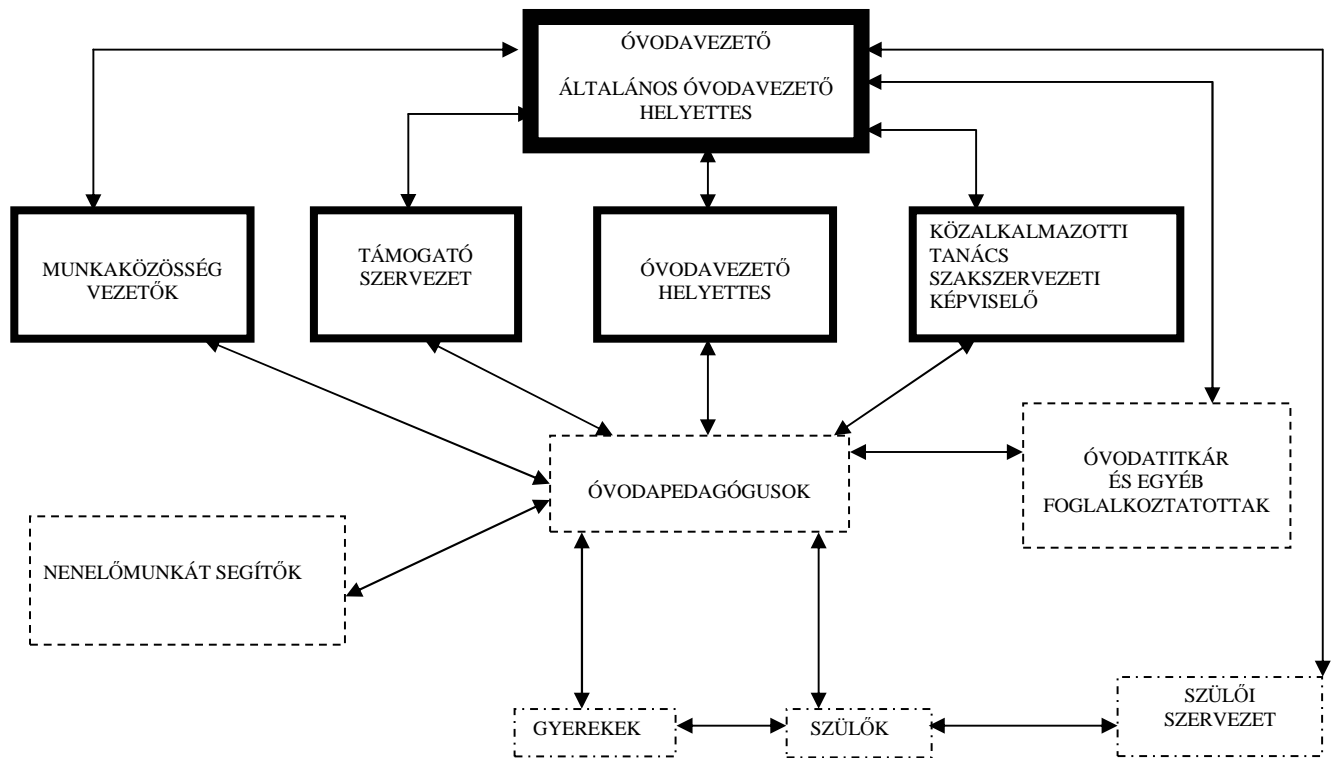 ÓVODAVEZETŐ
ÁLTALÁNOS ÓVODAVEZETŐ
HELYETTES
MUNKAKÖZÖSSÉG
VEZETŐK
TÁMOGATÓ
SZERVEZET
ÓVODAVEZETŐ
HELYETTES
KÖZALKALMAZOTTI
TANÁCS
SZAKSZERVEZETI
KÉPVISELŐ
ÓVODAPEDAGÓGUSOK
ÓVODATITKÁR
ÉS EGYÉB
FOGLALKOZTATOTTAK
NENELŐMUNKÁT SEGÍTŐK
GYEREKEK
SZÜLŐK
SZÜLŐI
SZERVEZET